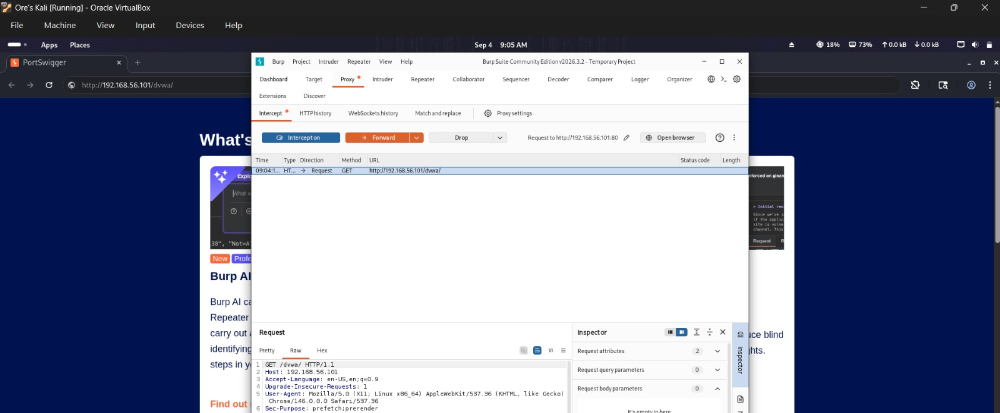 Ore's Kali [Running] - Oracle VirtualBox
File Machine View Input Devices Help
Apps Places Sep 4 9:05 AM 18% 73% 0.0 kB 0.0 kB
PortSwigger
http://192.168.56.101/dvwa/
Burp Project Intruder Repeater View Help Burp Suite Community Edition v2026.3.2 - Temporary Project
Dashboard Target Proxy Intruder Repeater Collaborator Sequencer Decoder Comparer Logger Organizer
Extensions Discover
Intercept HTTP history WebSockets history Match and replace Proxy settings
Intercept on Forward Drop Request to http://192.168.56.101:80 Open browser
Time Type Direction Method URL Status code Length
09:04:1... HT... Request GET http://192.168.56.101/dvwa/
What's
Explo
What w
38", "Not=A
New Profe
Burp AI
Burp AI ca
Repeater
carry out a
identifying
steps in y
Find out
nforced on ginan
Initial rec
Since we've i
if the applic
site is vulne
channel. This
Request R
uce blind
hts.
Request
Pretty Raw Hex \n
1 GET /dvwa/ HTTP/1.1
2 Host: 192.168.56.101
3 Accept-Language: en-US,en;q=0.9
4 Upgrade-Insecure-Requests: 1
5 User-Agent: Mozilla/5.0 (X11; Linux x86_64) AppleWebKit/537.36 (KHTML, like Gecko)
Chrome/146.0.0.0 Safari/537.36
6 Sec-Purpose: prefetch;prerender
Inspector
Request attributes 2
Request query parameters 0
Request body parameters 0
It's empty in here
Inspector